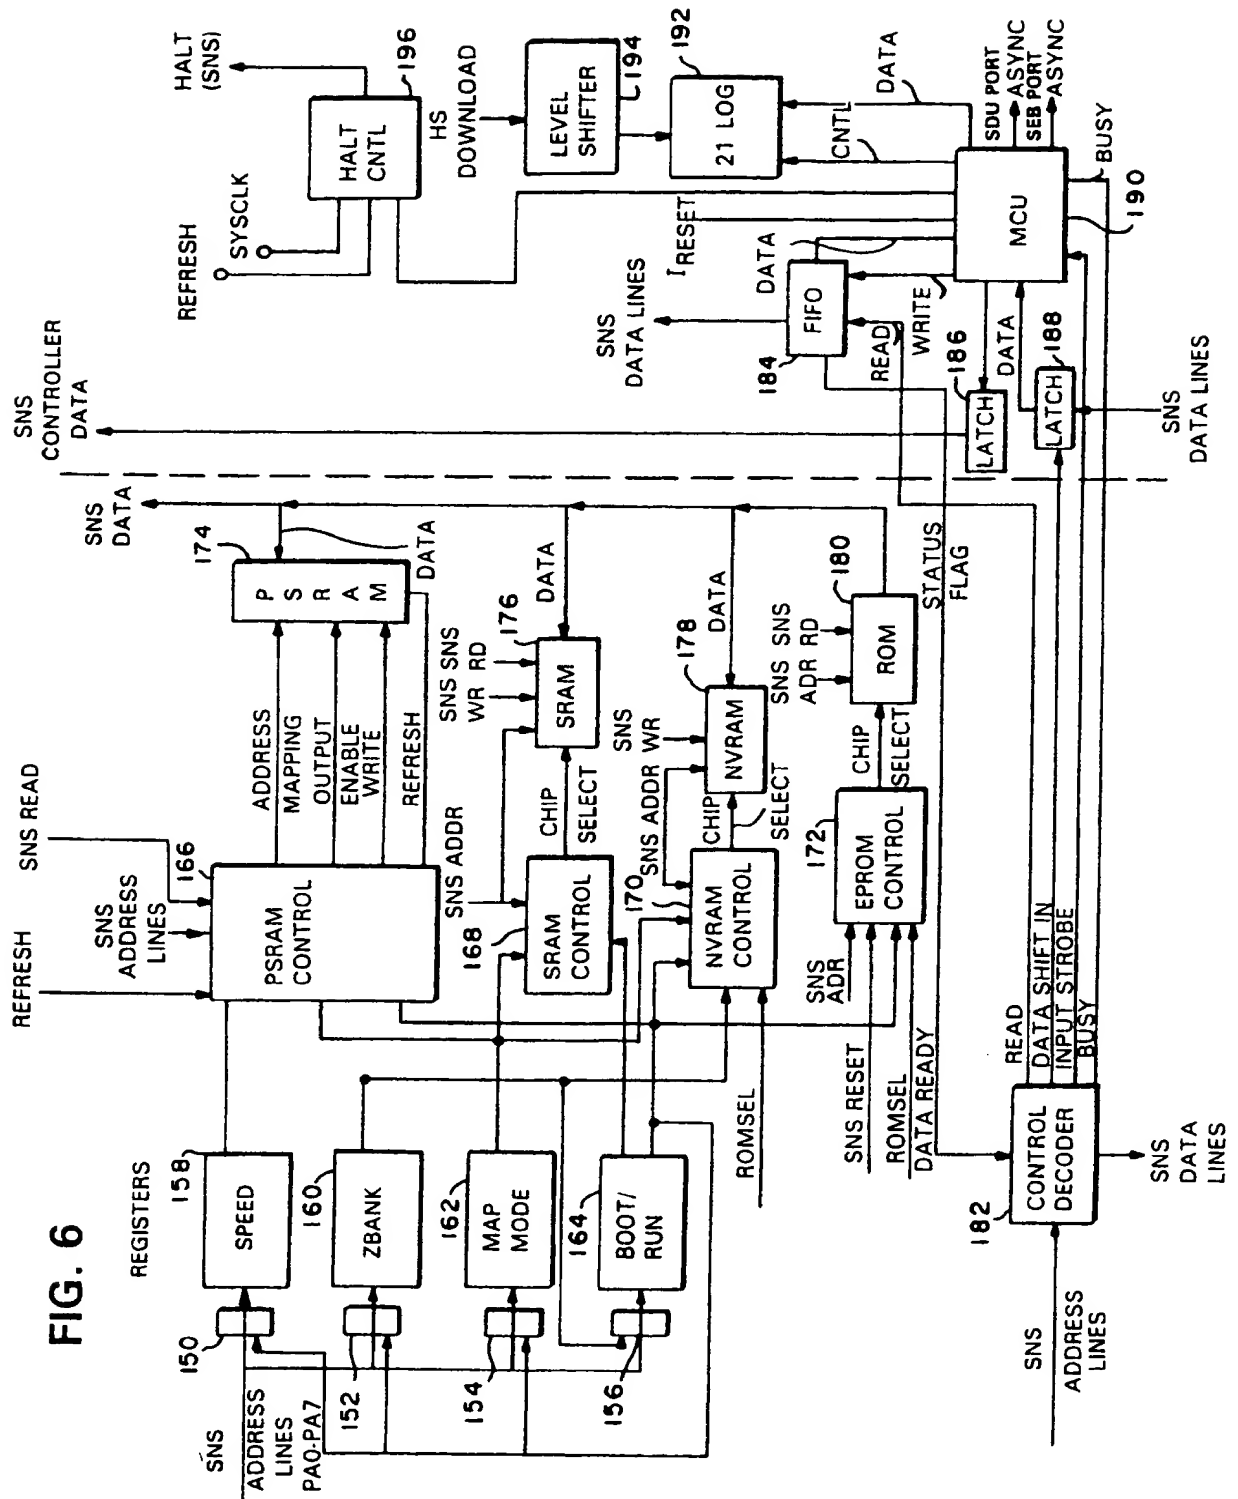 FIG. 6
REGISTERS
SNS
ADDRESS
LINES
PA0-PA7
150
152
154
156
158
SPEED
160
ZBANK
162
MAP
MODE
164
BOOT/
RUN
REFRESH
SNS
ADDRESS
LINES
SNS READ
166
PSRAM
CONTROL
ADDRESS
MAPPING
OUTPUT
ENABLE
WRITE
REFRESH
174
PSRAM
DATA
SNS
DATA
SNS ADDR
168
SRAM
CONTROL
CHIP
SELECT
SNS SNS
WR RD
176
SRAM
DATA
170
NVRAM
CONTROL
SNS ADDR
SNS
WR
CHIP
SELECT
178
NVRAM
DATA
ROMSEL
SNS
ADR
SNS RESET
ROMSEL
DATA READY
172
EPROM
CONTROL
CHIP
SELECT
SNS SNS
ADR RD
180
ROM
STATUS
FLAG
182
CONTROL
DECODER
SNS
ADDRESS
LINES
SNS
DATA
LINES
READ
DATA SHIFT IN
INPUT STROBE
BUSY
SNS
CONTROLLER
DATA
SNS
DATA LINES
184
FIFO
READ
WRITE
DATA
IRESET
186
LATCH
DATA
188
LATCH
SNS
DATA LINES
MCU
190
BUSY
SDU PORT
ASYNC
SEB PORT
ASYNC
CNTL
DATA
192
21 LOG
194
LEVEL
SHIFTER
HS
DOWNLOAD
196
HALT
CNTL
HALT
(SNS)
REFRESH
SYSCLK